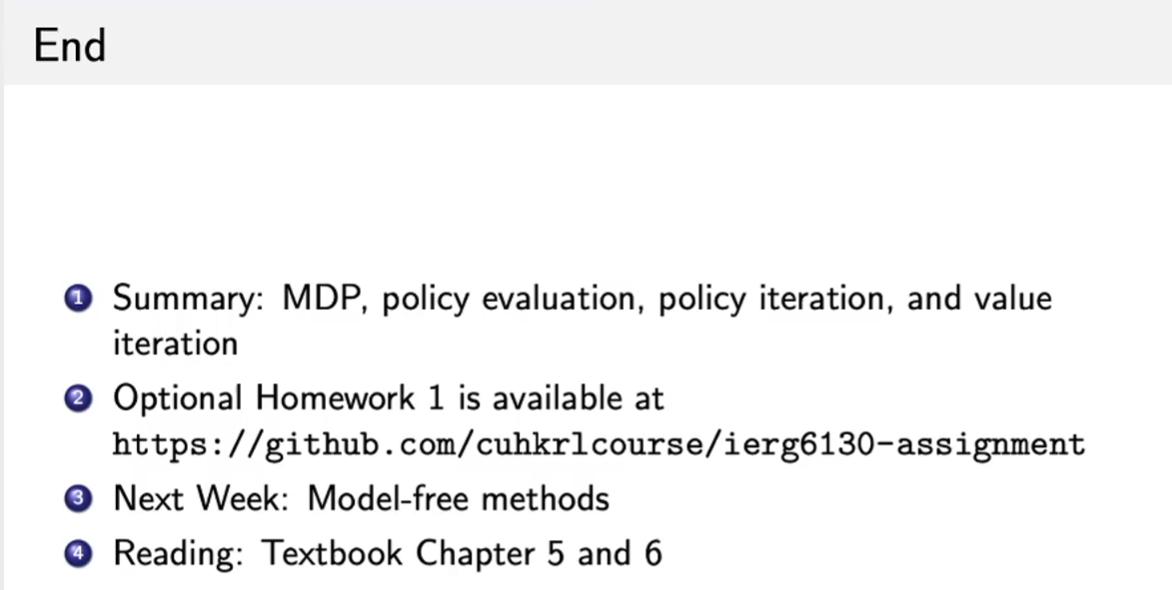 End
1 Summary: MDP, policy evaluation, policy iteration, and value
iteration
2 Optional Homework 1 is available at
https://github.com/cuhkrlcourse/ierg6130-assignment
3 Next Week: Model-free methods
4 Reading: Textbook Chapter 5 and 6